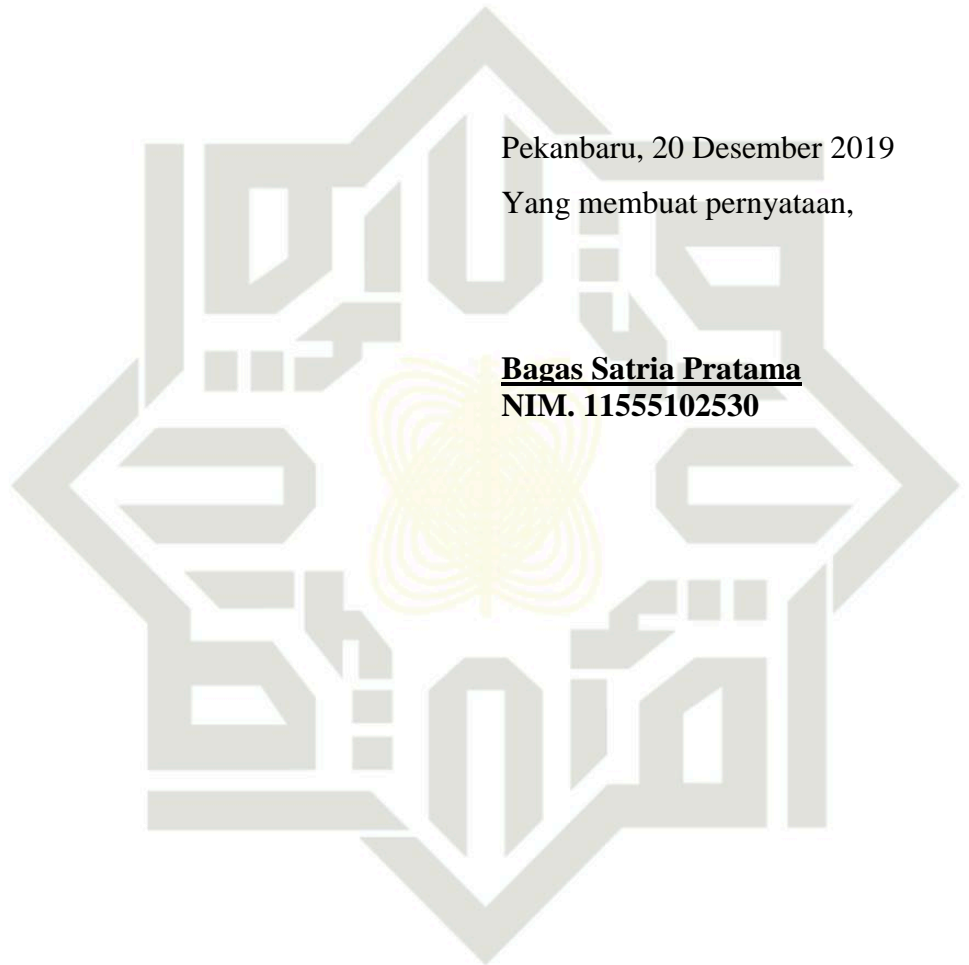 Pekanbaru, 20 Desember 2019
Yang membuat pernyataan,
Bagas Satria Pratama
NIM. 11555102530